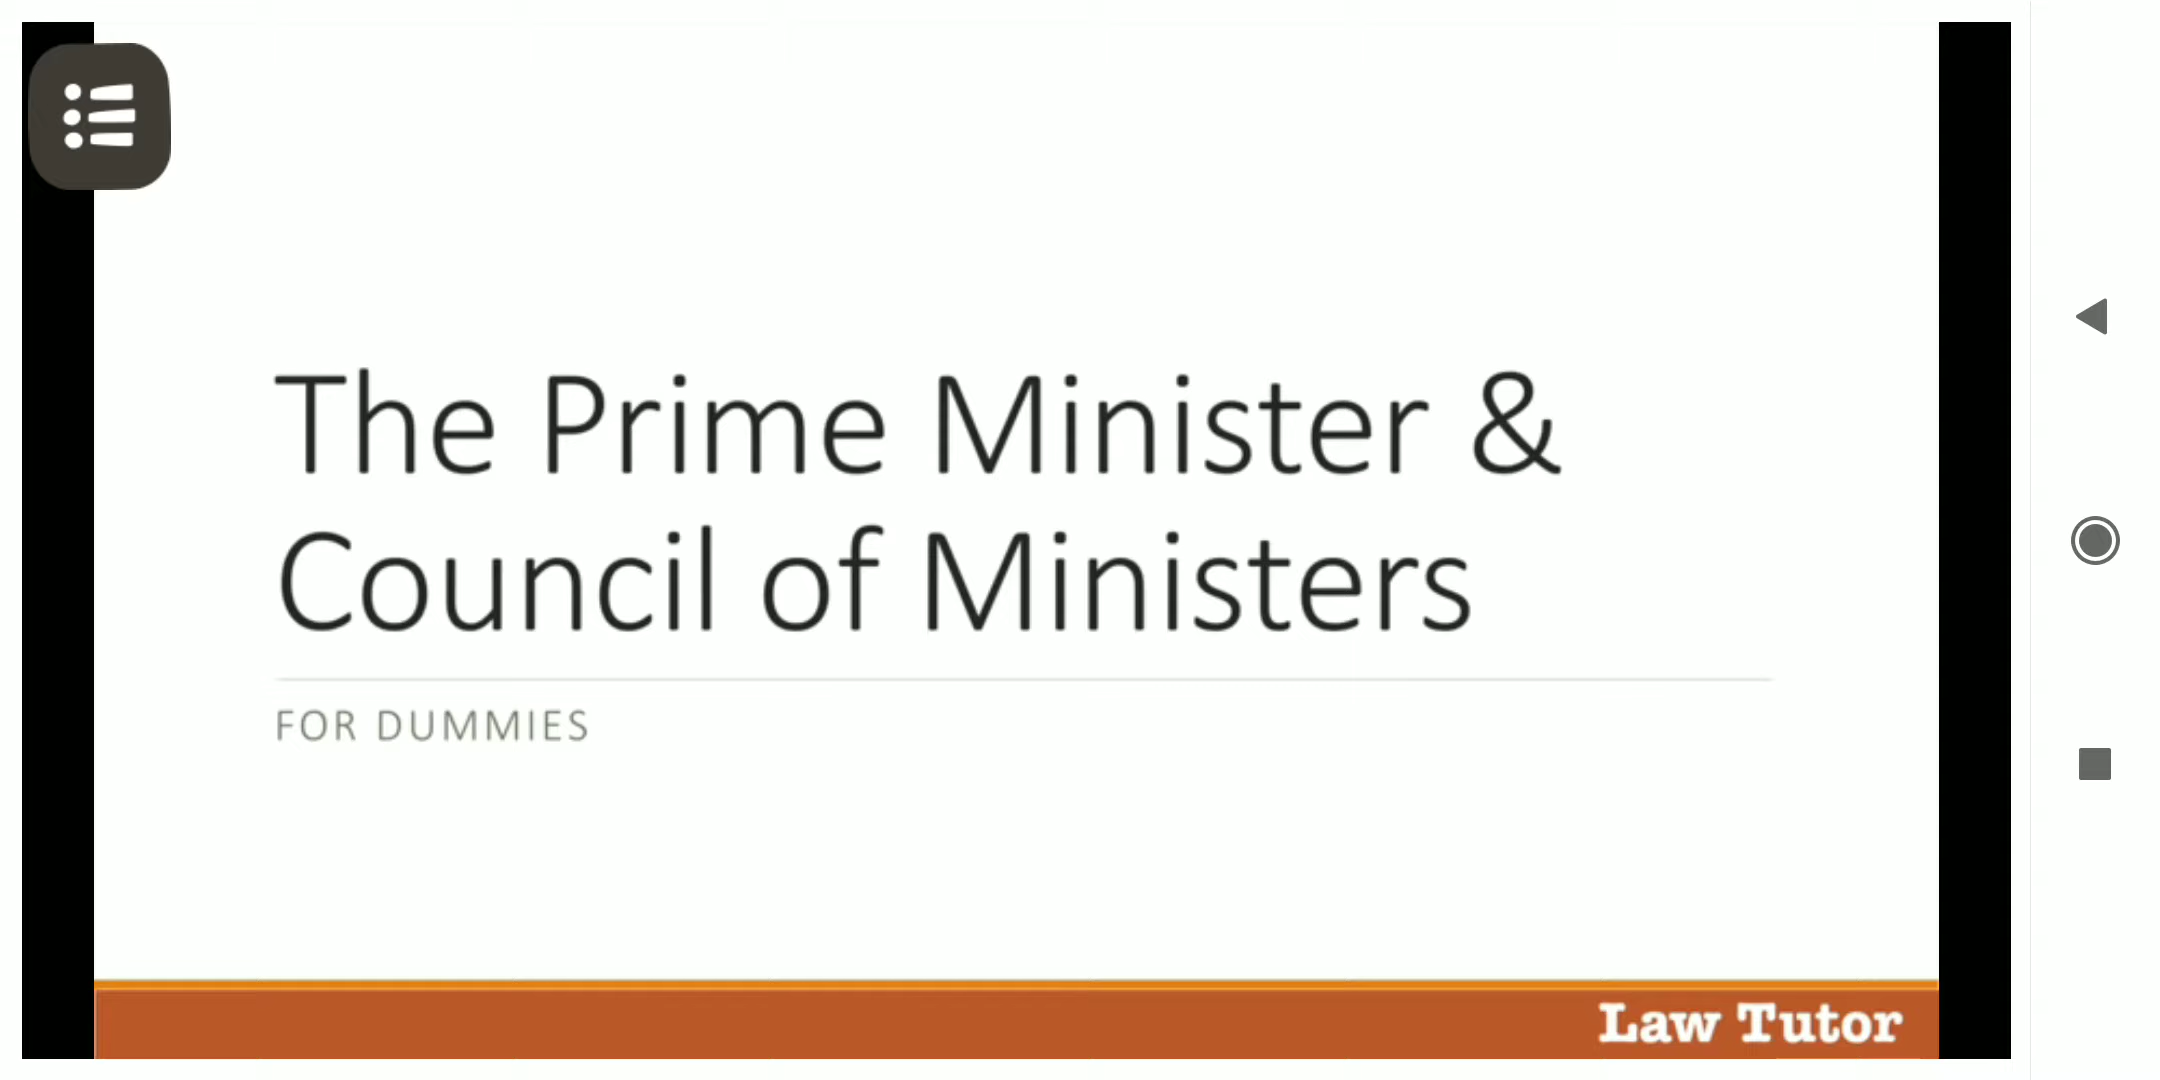 The Prime Minister &
Council of Ministers
FOR DUMMIES
Law Tutor